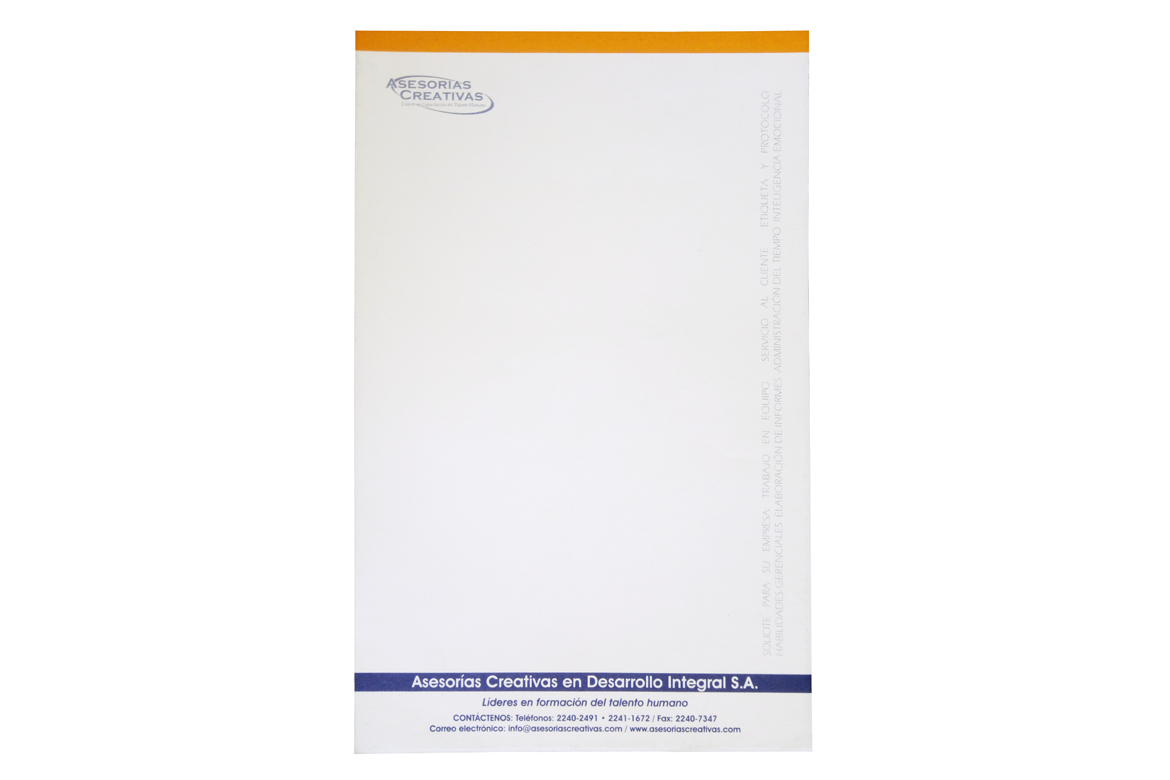 ASESORÍAS
CREATIVAS
SOLICITE PARA SU EMPRESA: TRABAJO EN EQUIPO SERVICIO AL CLIENTE ETIQUETA Y PROTOCOLO
HABILIDADES GERENCIALES ELABORACIÓN DE INFORMES ADMINISTRACIÓN DEL TIEMPO INTELIGENCIA EMOCIONAL
Asesorías Creativas en Desarrollo Integral S.A.
Líderes en formación del talento humano
CONTÁCTENOS: Teléfonos: 2240-2491 • 2241-1672 / Fax: 2240-7347
Correo electrónico: info@asesoriascreativas.com / www.asesoriascreativas.com